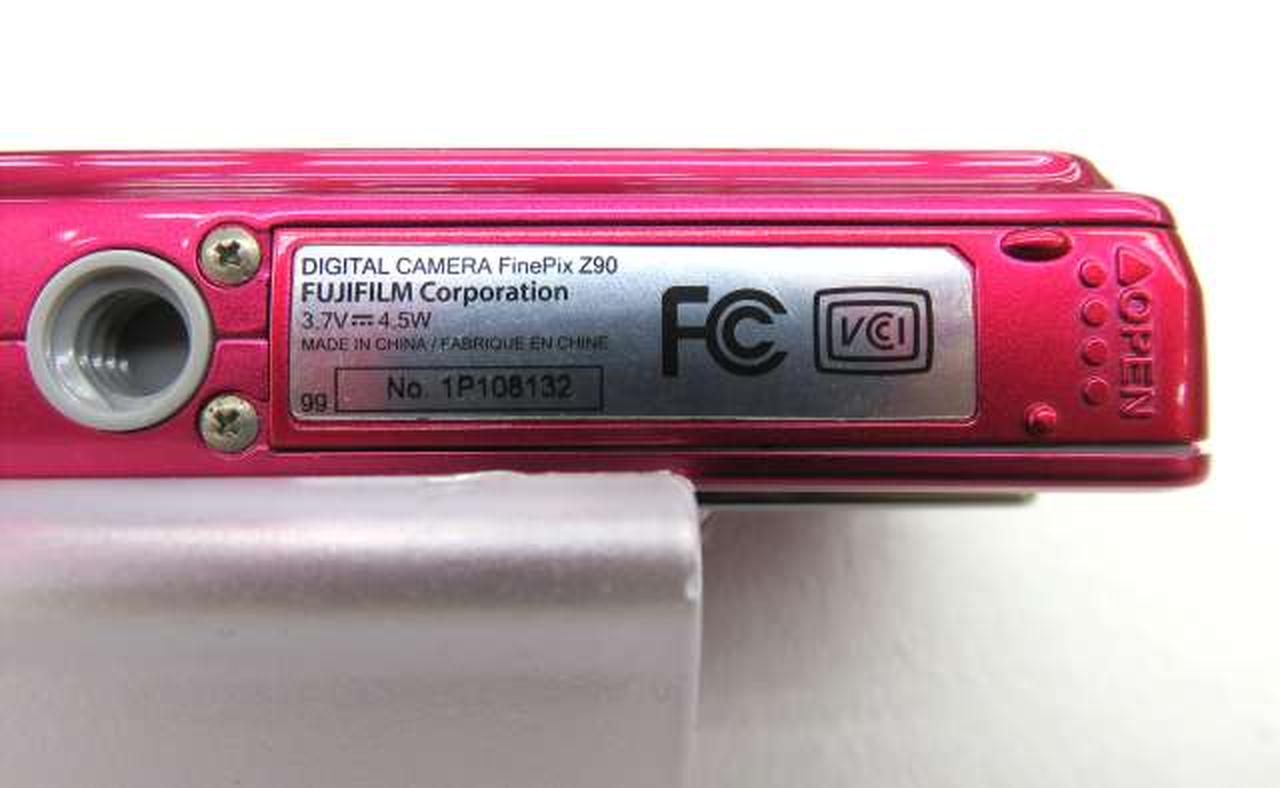 DIGITAL CAMERA FinePix Z90
FUJIFILM Corporation
3.7V⎓4.5W
MADE IN CHINA / FABRIQUE EN CHINE
99 No. 1P108132
FC
VCCI
OPEN